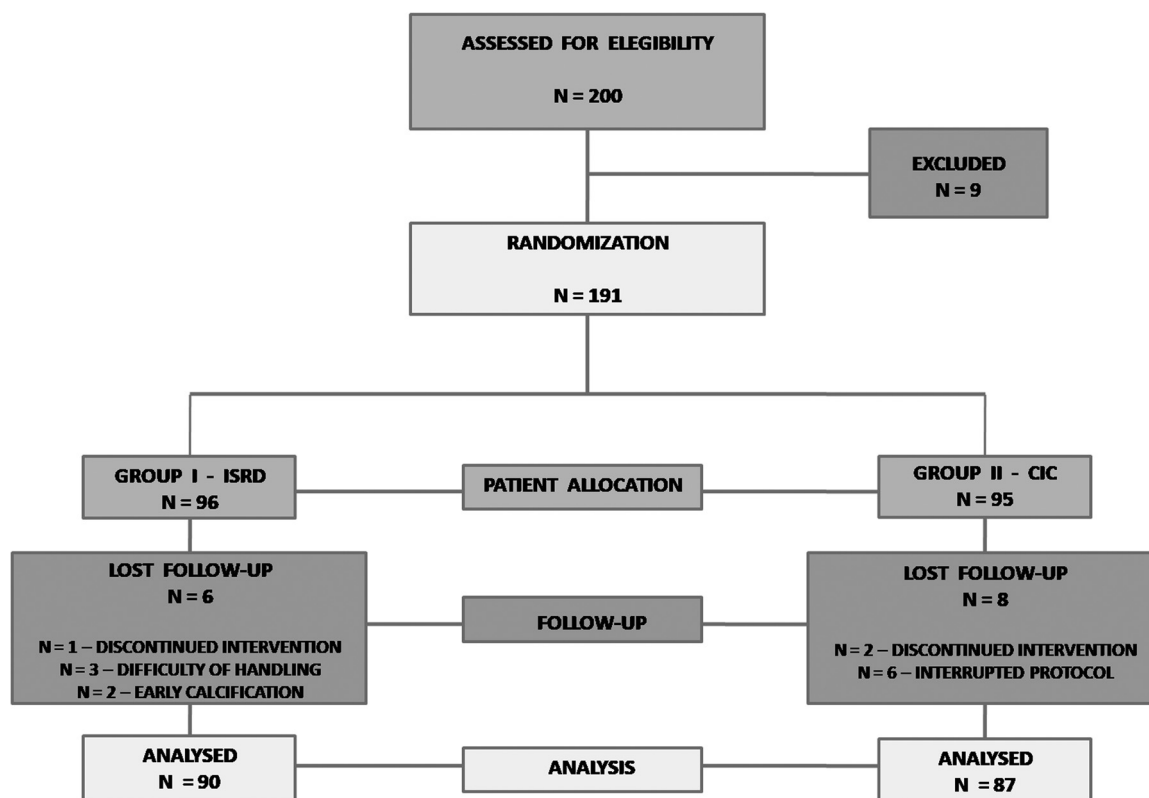 ASSESSED FOR ELEGIBILITY
N = 200
EXCLUDED
N = 9
RANDOMIZATION
N = 191
GROUP I - ISRD
N = 96
PATIENT ALLOCATION
GROUP II - CIC
N = 95
LOST FOLLOW-UP
N = 6
N = 1 – DISCONTINUED INTERVENTION
N = 3 – DIFFICULTY OF HANDLING
N = 2 – EARLY CALCIFICATION
FOLLOW-UP
LOST FOLLOW-UP
N = 8
N = 2 – DISCONTINUED INTERVENTION
N = 6 – INTERRUPTED PROTOCOL
ANALYSED
N = 90
ANALYSIS
ANALYSED
N = 87